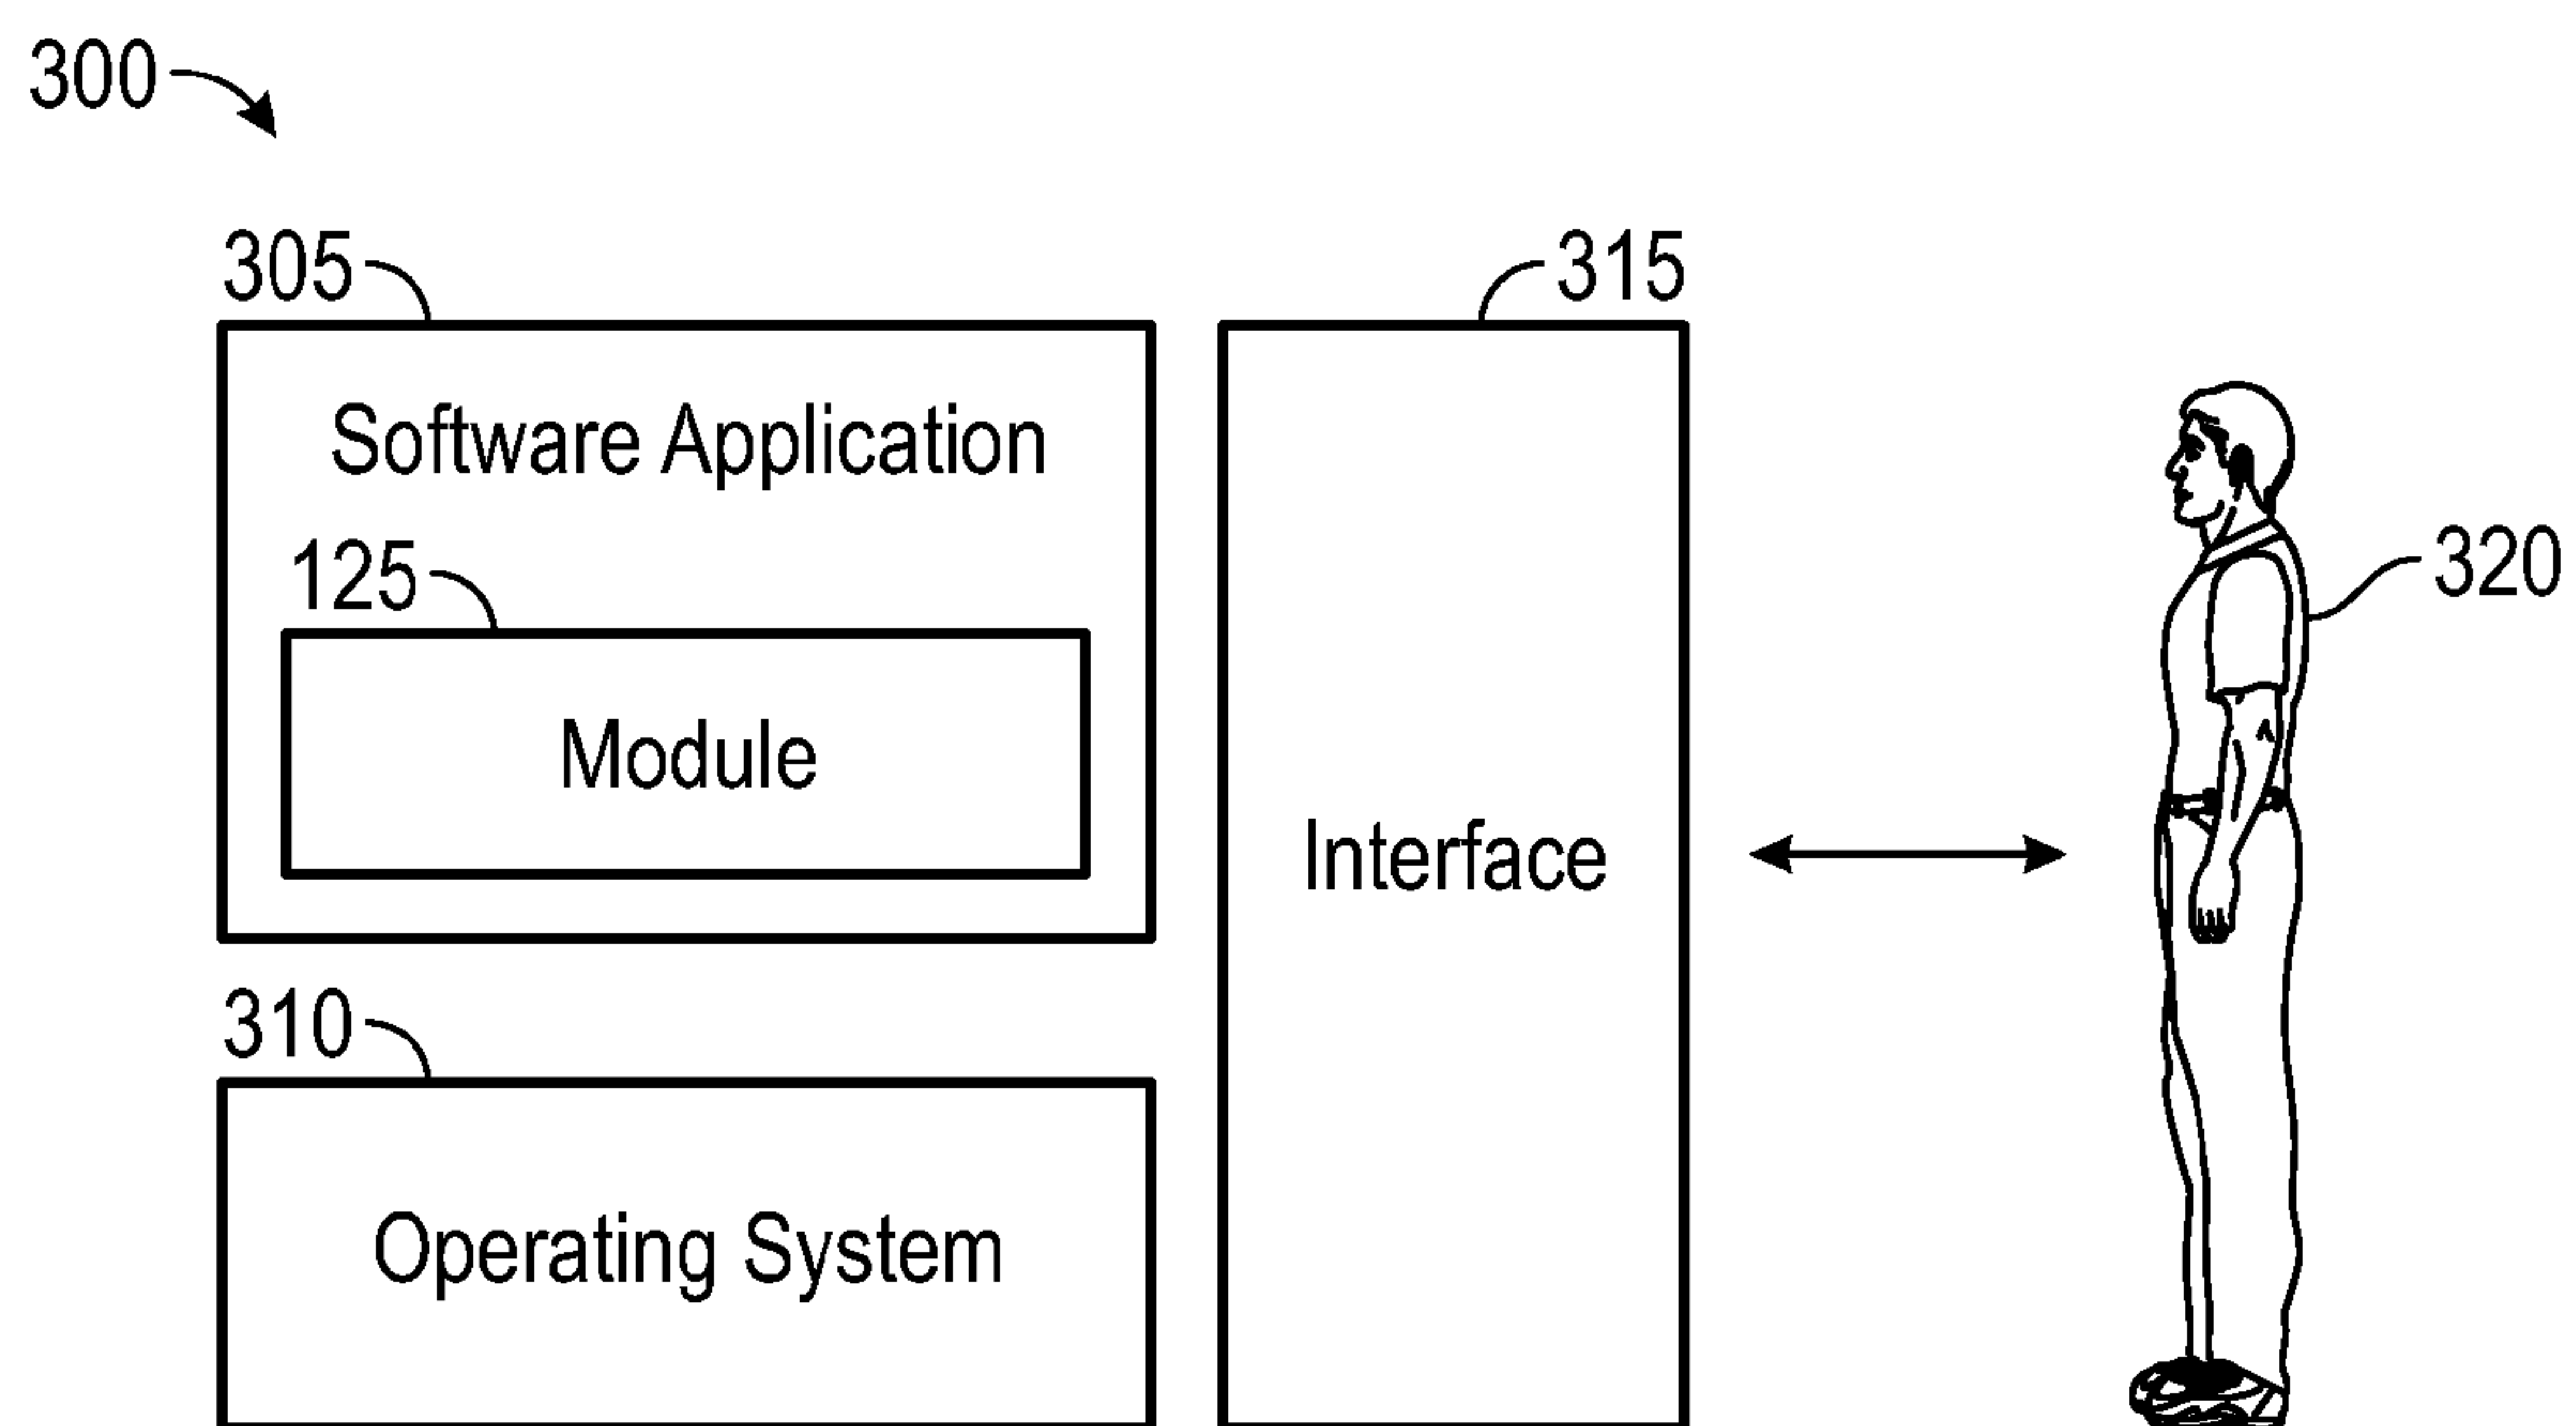 300
305
315
Software Application
125
320
Module
Interface
310
Operating System